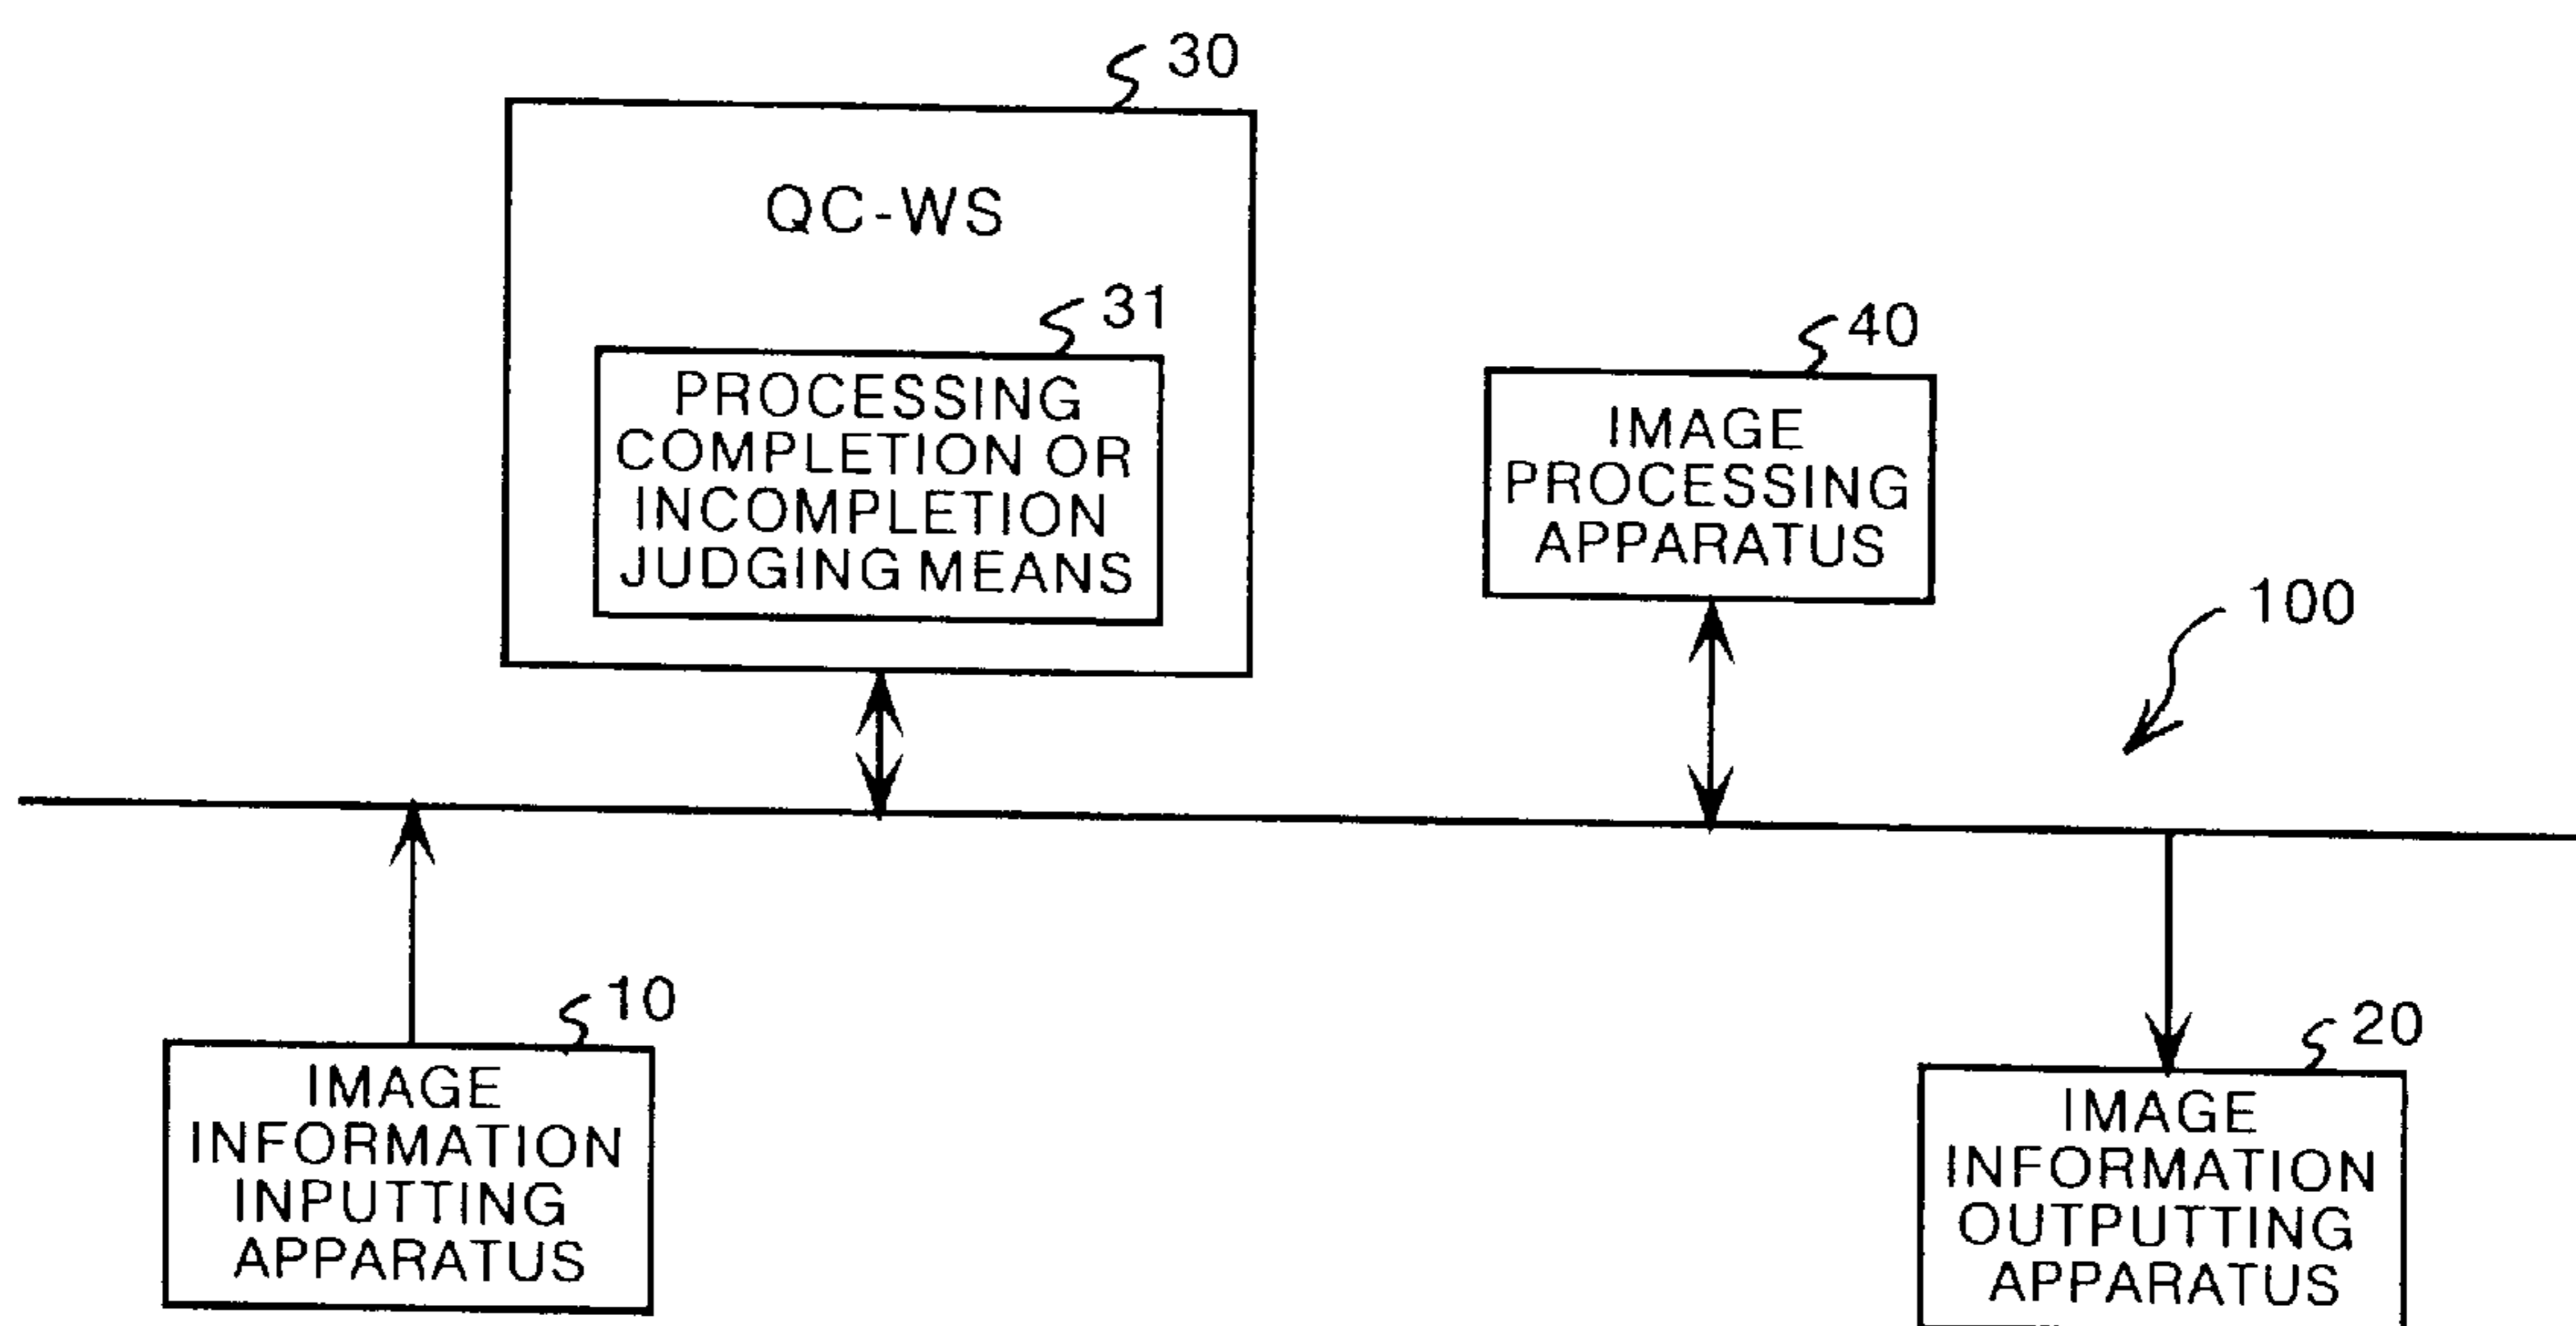 30
QC-WS
31
PROCESSING
COMPLETION OR
INCOMPLETION
JUDGING MEANS
40
IMAGE
PROCESSING
APPARATUS
100
10
IMAGE
INFORMATION
INPUTTING
APPARATUS
20
IMAGE
INFORMATION
OUTPUTTING
APPARATUS